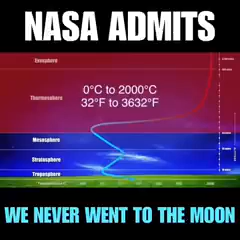 NASA ADMITS
Exosphere
Thermosphere
0°C to 2000°C
32°F to 3632°F
Mesosphere
Stratosphere
Troposphere
WE NEVER WENT TO THE MOON